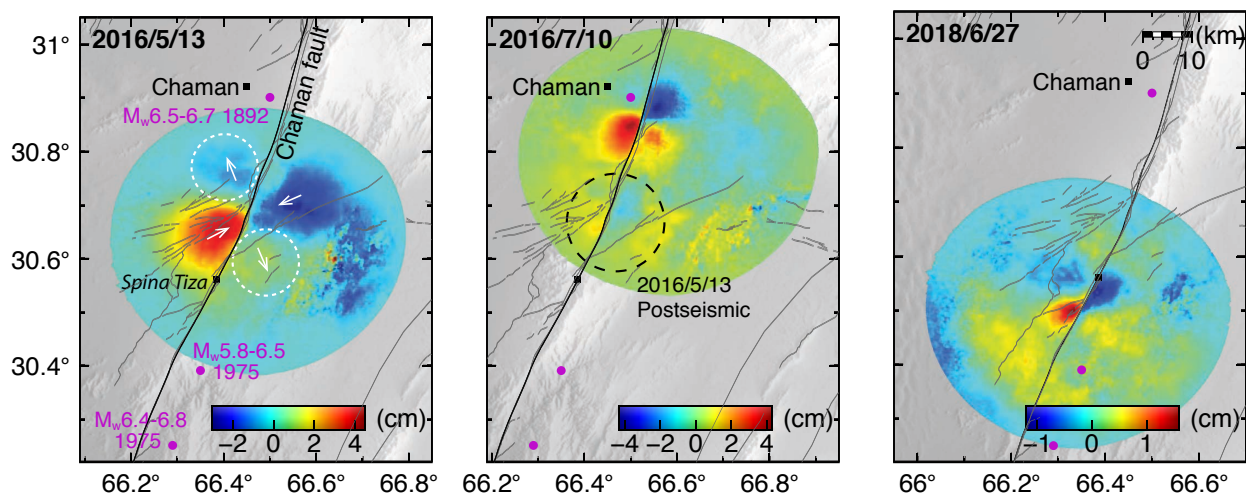 2016/5/13
2016/7/10
2018/6/27
(km)
0 10
31°
30.8°
30.6°
30.4°
Chaman
Chaman fault
Mw6.5-6.7 1892
Spina Tiza
Mw5.8-6.5
1975
Mw6.4-6.8
1975
−2 0 2 4 (cm)
66.2° 66.4° 66.6° 66.8°
Chaman
2016/5/13
Postseismic
−4 −2 0 2 4 (cm)
66.2° 66.4° 66.6° 66.8°
Chaman
−1 0 1 (cm)
66° 66.2° 66.4° 66.6°